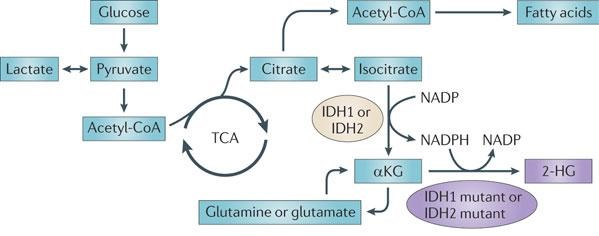 Glucose
Acetyl-CoA
Fatty acids
Lactate
Pyruvate
Citrate
Isocitrate
IDH1 or
IDH2
NADP
Acetyl-CoA
TCA
NADPH
NADP
αKG
2-HG
IDH1 mutant or
IDH2 mutant
Glutamine or glutamate